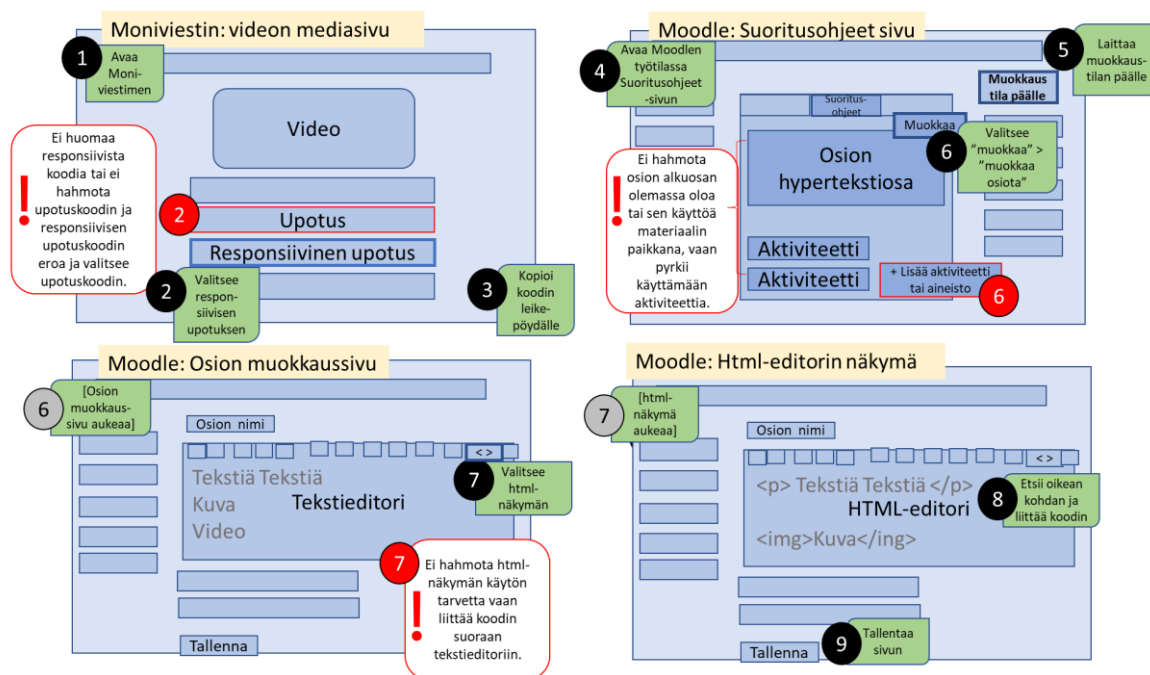 Moniviestin: videon mediasivu
1
Avaa
Moni-
viestimen
Video
Ei huomaa
responsiivista
koodia tai ei
hahmota
upotuskoodin ja
responsiivisen
upotuskoodin
eroa ja valitsee
upotuskoodin.
!
2
Upotus
Responsiivinen upotus
2
Valitsee
respon-
siivisen
upotuksen
3
Kopioi
koodin
leike-
pöydälle
Moodle: Suoritusohjeet sivu
4
Avaa Moodlen
työtilassa
Suoritusohjeet
-sivun
5
Laittaa
muokkaus-
tilan päälle
Muokkaus
tila päälle
Suoritus-
ohjeet
Muokkaa
6
Valitsee
”muokkaa” >
”muokkaa
osiota”
Osion
hypertekstiosa
Ei hahmota
osion alkuosan
olemassa oloa
tai sen käyttöä
materiaalin
paikkana, vaan
pyrkii
käyttämään
aktiviteettia.
!
Aktiviteetti
Aktiviteetti
+ Lisää aktiviteetti
tai aineisto
6
Moodle: Osion muokkaussivu
6
[Osion
muokkaus-
sivu aukeaa]
Osion nimi
< >
Tekstiä Tekstiä
Kuva
Video
Tekstieditori
7
Valitsee
html-
näkymän
7
Ei hahmota html-
näkymän käytön
tarvetta vaan
liittää koodin
suoraan
tekstieditoriin.
!
Tallenna
Moodle: Html-editorin näkymä
7
[html-
näkymä
aukeaa]
Osion nimi
< >
<p> Tekstiä Tekstiä </p>
HTML-editori
<img>Kuva</ing>
8
Etsii oikean
kohdan ja
liittää koodin
Tallenna
9
Tallentaa
sivun